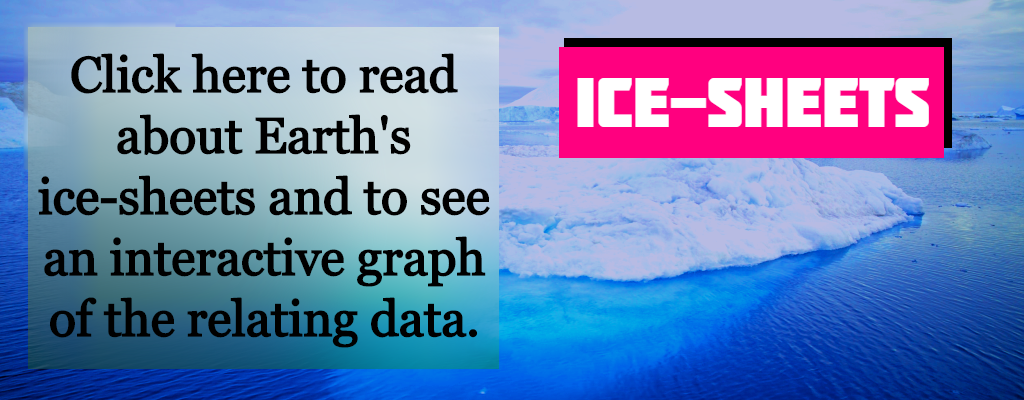 Click here to read
about Earth's
ice-sheets and to see
an interactive graph
of the relating data.
ICE-SHEETS